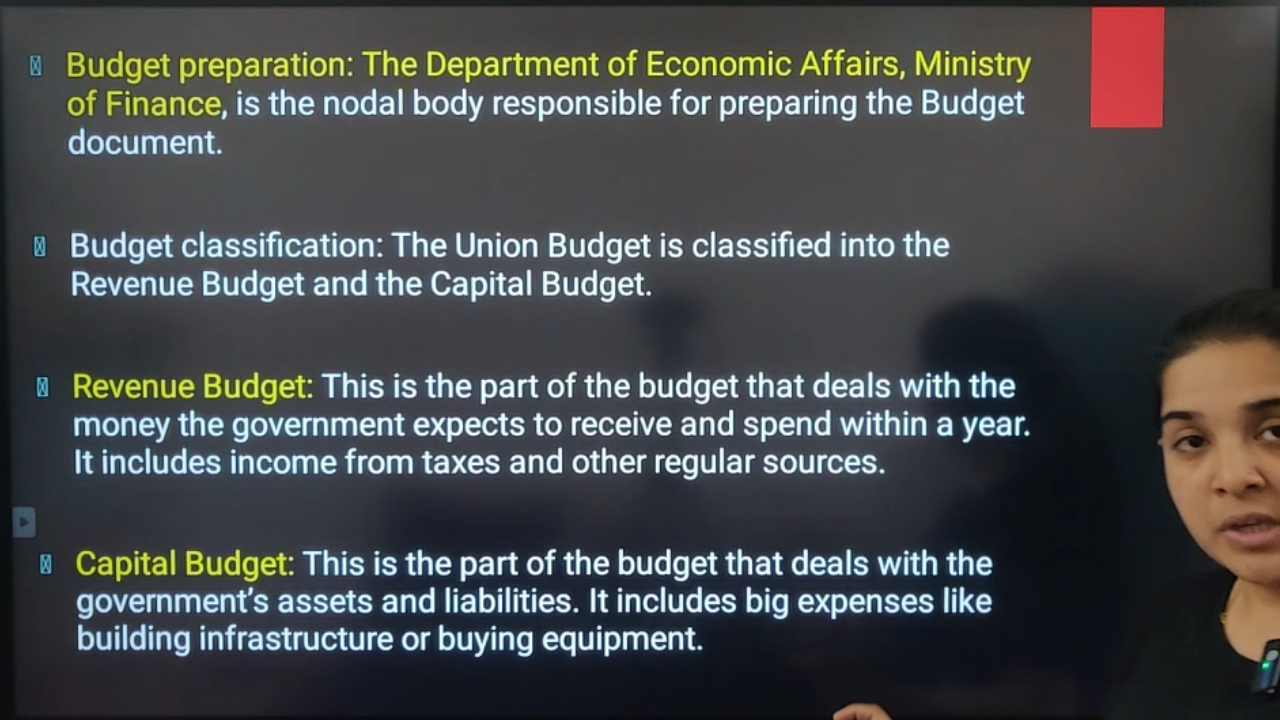 Budget preparation: The Department of Economic Affairs, Ministry
of Finance, is the nodal body responsible for preparing the Budget
document.
Budget classification: The Union Budget is classified into the
Revenue Budget and the Capital Budget.
Revenue Budget: This is the part of the budget that deals with the
money the government expects to receive and spend within a year.
It includes income from taxes and other regular sources.
Capital Budget: This is the part of the budget that deals with the
government's assets and liabilities. It includes big expenses like
building infrastructure or buying equipment.